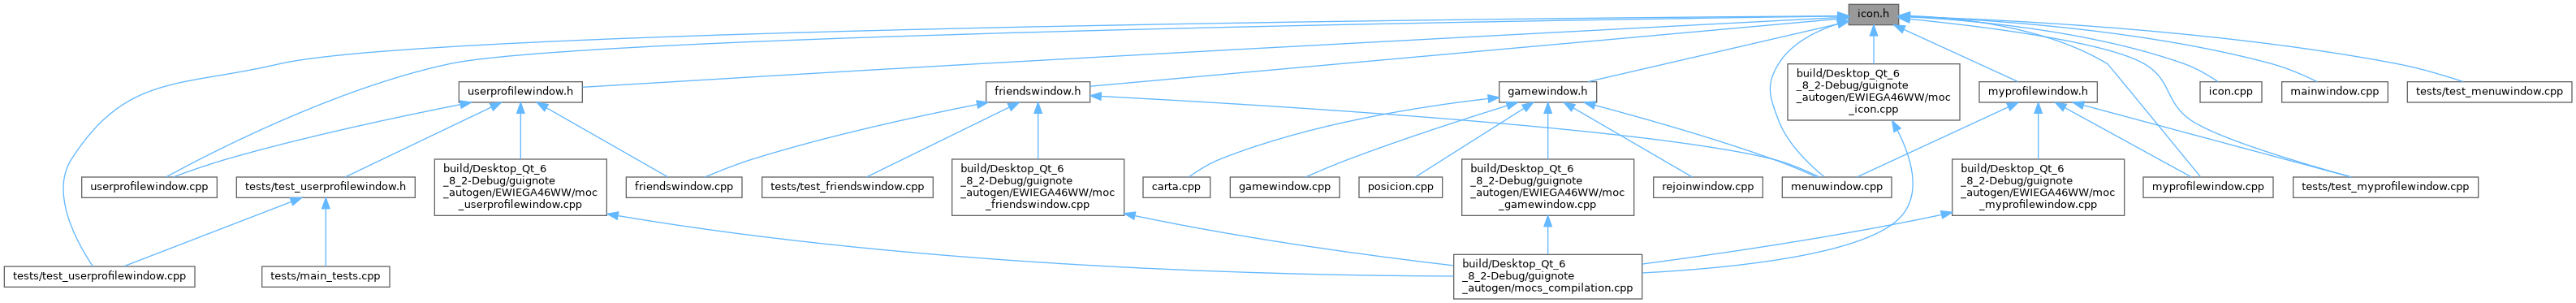 icon.h
build/Desktop_Qt_6
_8_2-Debug/guignote
_autogen/EWIEGA46WW/moc
_icon.cpp
userprofilewindow.h
friendswindow.h
gamewindow.h
myprofilewindow.h
icon.cpp
mainwindow.cpp
tests/test_menuwindow.cpp
userprofilewindow.cpp
tests/test_userprofilewindow.h
build/Desktop_Qt_6
_8_2-Debug/guignote
_autogen/EWIEGA46WW/moc
_userprofilewindow.cpp
friendswindow.cpp
tests/test_friendswindow.cpp
build/Desktop_Qt_6
_8_2-Debug/guignote
_autogen/EWIEGA46WW/moc
_friendswindow.cpp
carta.cpp
gamewindow.cpp
posicion.cpp
build/Desktop_Qt_6
_8_2-Debug/guignote
_autogen/EWIEGA46WW/moc
_gamewindow.cpp
rejoinwindow.cpp
menuwindow.cpp
build/Desktop_Qt_6
_8_2-Debug/guignote
_autogen/EWIEGA46WW/moc
_myprofilewindow.cpp
myprofilewindow.cpp
tests/test_myprofilewindow.cpp
tests/test_userprofilewindow.cpp
tests/main_tests.cpp
build/Desktop_Qt_6
_8_2-Debug/guignote
_autogen/mocs_compilation.cpp